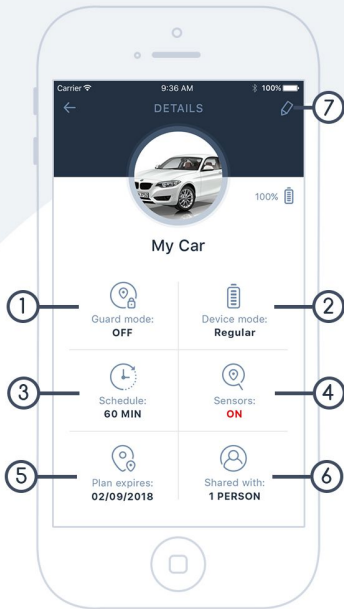 Carrier 9:36 AM 100%
DETAILS
7
100%
My Car
1
Guard mode:
OFF
2
Device mode:
Regular
3
Schedule:
60 MIN
4
Sensors:
ON
5
Plan expires:
02/09/2018
6
Shared with:
1 PERSON